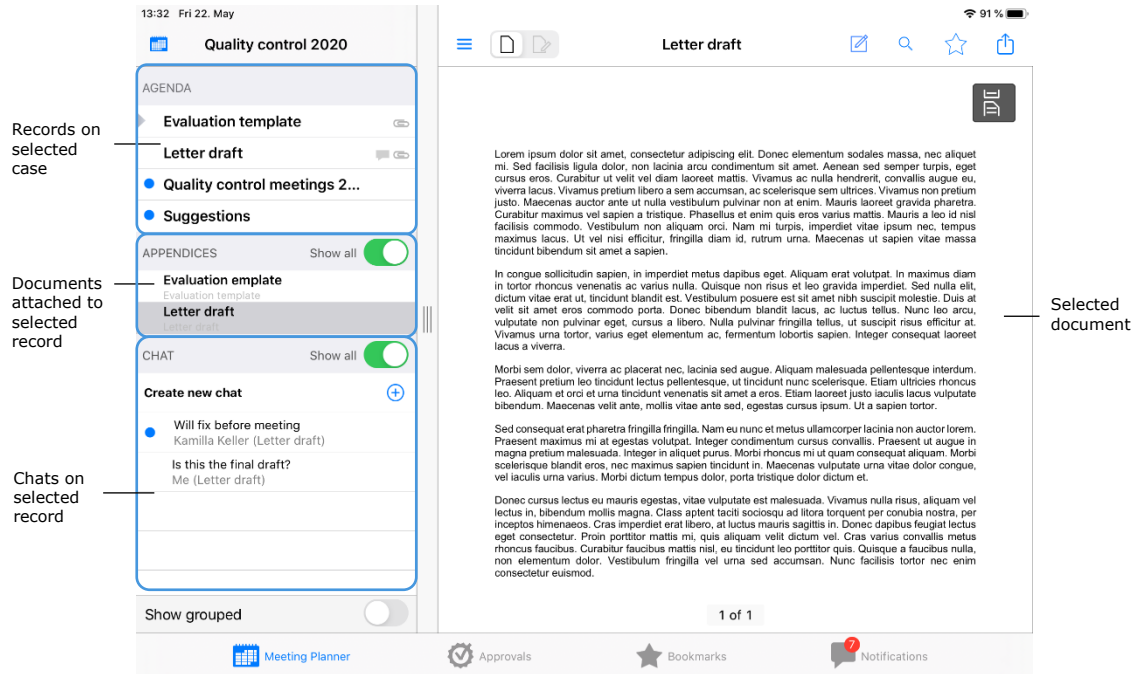 13:32 Fri 22. May
91 %
Quality control 2020
Letter draft
AGENDA
Evaluation template
Letter draft
Quality control meetings 2...
Suggestions
Records on
selected
case
APPENDICES Show all
Evaluation emplate
Evaluation template
Letter draft
Letter draft
Documents
attached to
selected
record
CHAT Show all
Create new chat
Will fix before meeting
Kamilla Keller (Letter draft)
Is this the final draft?
Me (Letter draft)
Chats on
selected
record
Show grouped
Lorem ipsum dolor sit amet, consectetur adipiscing elit. Donec elementum sodales massa, nec aliquet
mi. Sed facilisis ligula dolor, non lacinia arcu condimentum sit amet. Aenean sed semper turpis, eget
cursus eros. Curabitur ut velit vel diam laoreet mattis. Vivamus ac nulla hendrerit, convallis augue eu,
viverra lacus. Vivamus pretium libero a sem accumsan, ac scelerisque sem ultrices. Vivamus non pretium
justo. Maecenas auctor ante ut nulla vestibulum pulvinar non at enim. Mauris laoreet gravida pharetra.
Curabitur maximus vel sapien a tristique. Phasellus et enim quis eros varius mattis. Mauris a leo id nisl
facilisis commodo. Vestibulum non aliquam orci. Nam mi turpis, imperdiet vitae ipsum nec, tempus
maximus lacus. Ut vel nisi efficitur, fringilla diam id, rutrum urna. Maecenas ut sapien vitae massa
tincidunt bibendum sit amet a sapien.
In congue sollicitudin sapien, in imperdiet metus dapibus eget. Aliquam erat volutpat. In maximus diam
in tortor rhoncus venenatis ac varius nulla. Quisque non risus et leo gravida imperdiet. Sed nulla elit,
dictum vitae erat ut, tincidunt blandit est. Vestibulum posuere est sit amet nibh suscipit molestie. Duis at
velit sit amet eros commodo porta. Donec bibendum blandit lacus, ac luctus tellus. Nunc leo arcu,
vulputate non pulvinar eget, cursus a libero. Nulla pulvinar fringilla tellus, ut suscipit risus efficitur at.
Vivamus urna tortor, varius eget elementum ac, fermentum lobortis sapien. Integer consequat laoreet
lacus a viverra.
Morbi sem dolor, viverra ac placerat nec, lacinia sed augue. Aliquam malesuada pellentesque interdum.
Praesent pretium leo tincidunt lectus pellentesque, ut tincidunt nunc scelerisque. Etiam ultricies rhoncus
leo. Aliquam et orci et urna tincidunt venenatis sit amet a eros. Etiam laoreet justo iaculis lacus vulputate
bibendum. Maecenas velit ante, mollis vitae ante sed, egestas cursus ipsum. Ut a sapien tortor.
Sed consequat erat pharetra fringilla fringilla. Nam eu nunc et metus ullamcorper lacinia non auctor lorem.
Praesent maximus mi at egestas volutpat. Integer condimentum cursus convallis. Praesent ut augue in
magna pretium malesuada. Integer in aliquet purus. Morbi rhoncus mi ut quam consequat aliquam. Morbi
scelerisque blandit eros, nec maximus sapien tincidunt in. Maecenas vulputate urna vitae dolor congue,
vel iaculis urna varius. Morbi dictum tempus dolor, porta tristique dolor dictum et.
Donec cursus lectus eu mauris egestas, vitae vulputate est malesuada. Vivamus nulla risus, aliquam vel
lectus in, bibendum mollis magna. Class aptent taciti sociosqu ad litora torquent per conubia nostra, per
inceptos himenaeos. Cras imperdiet erat libero, at luctus mauris sagittis in. Donec dapibus feugiat lectus
eget consectetur. Proin porttitor mattis mi, quis aliquam velit dictum vel. Cras varius convallis metus
rhoncus faucibus. Curabitur faucibus mattis nisl, eu tincidunt leo porttitor quis. Quisque a faucibus nulla,
non elementum dolor. Vestibulum fringilla vel urna sed accumsan. Nunc facilisis tortor nec enim
consectetur euismod.
1 of 1
Selected
document
Meeting Planner
Approvals
Bookmarks
7
Notifications